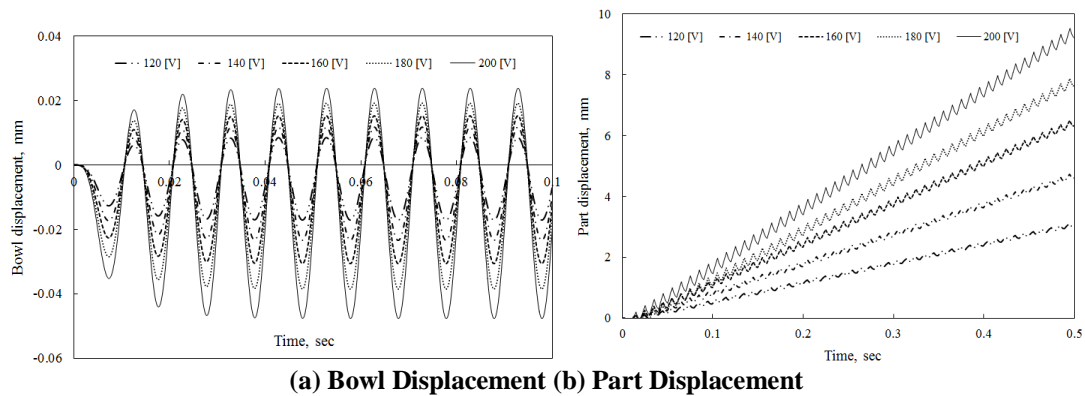 0.04
120 [V] 140 [V] 160 [V] 180 [V] 200 [V]
0.02
0
0 0.02 0.04 0.06 0.08 0.1
-0.02
-0.04
-0.06
Bowl displacement, mm
Time, sec
10
120 [V] 140 [V] 160 [V] 180 [V] 200 [V]
8
6
4
2
0
0 0.1 0.2 0.3 0.4 0.5
Part displacement, mm
Time, sec
(a) Bowl Displacement (b) Part Displacement